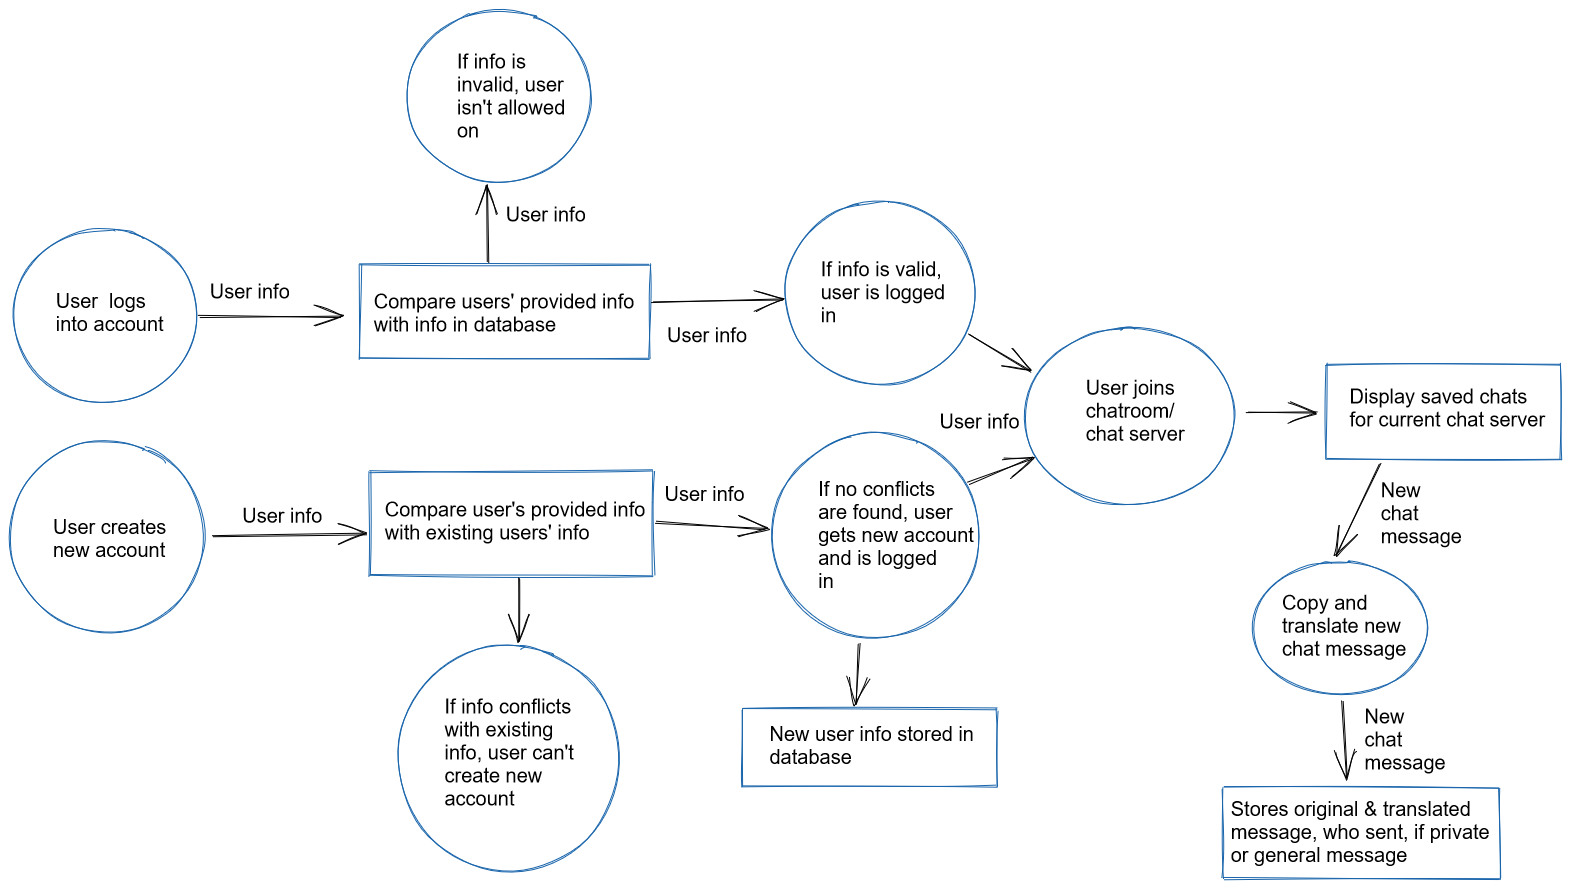 If info is
invalid, user
isn't allowed
on
User info
User logs
into account
User info
Compare users' provided info
with info in database
User info
If info is valid,
user is logged
in
User info
User joins
chatroom/
chat server
Display saved chats
for current chat server
User creates
new account
User info
Compare user's provided info
with existing users' info
User info
If no conflicts
are found, user
gets new account
and is logged
in
New
chat
message
Copy and
translate new
chat message
If info conflicts
with existing
info, user can't
create new
account
New user info stored in
database
New
chat
message
Stores original & translated
message, who sent, if private
or general message